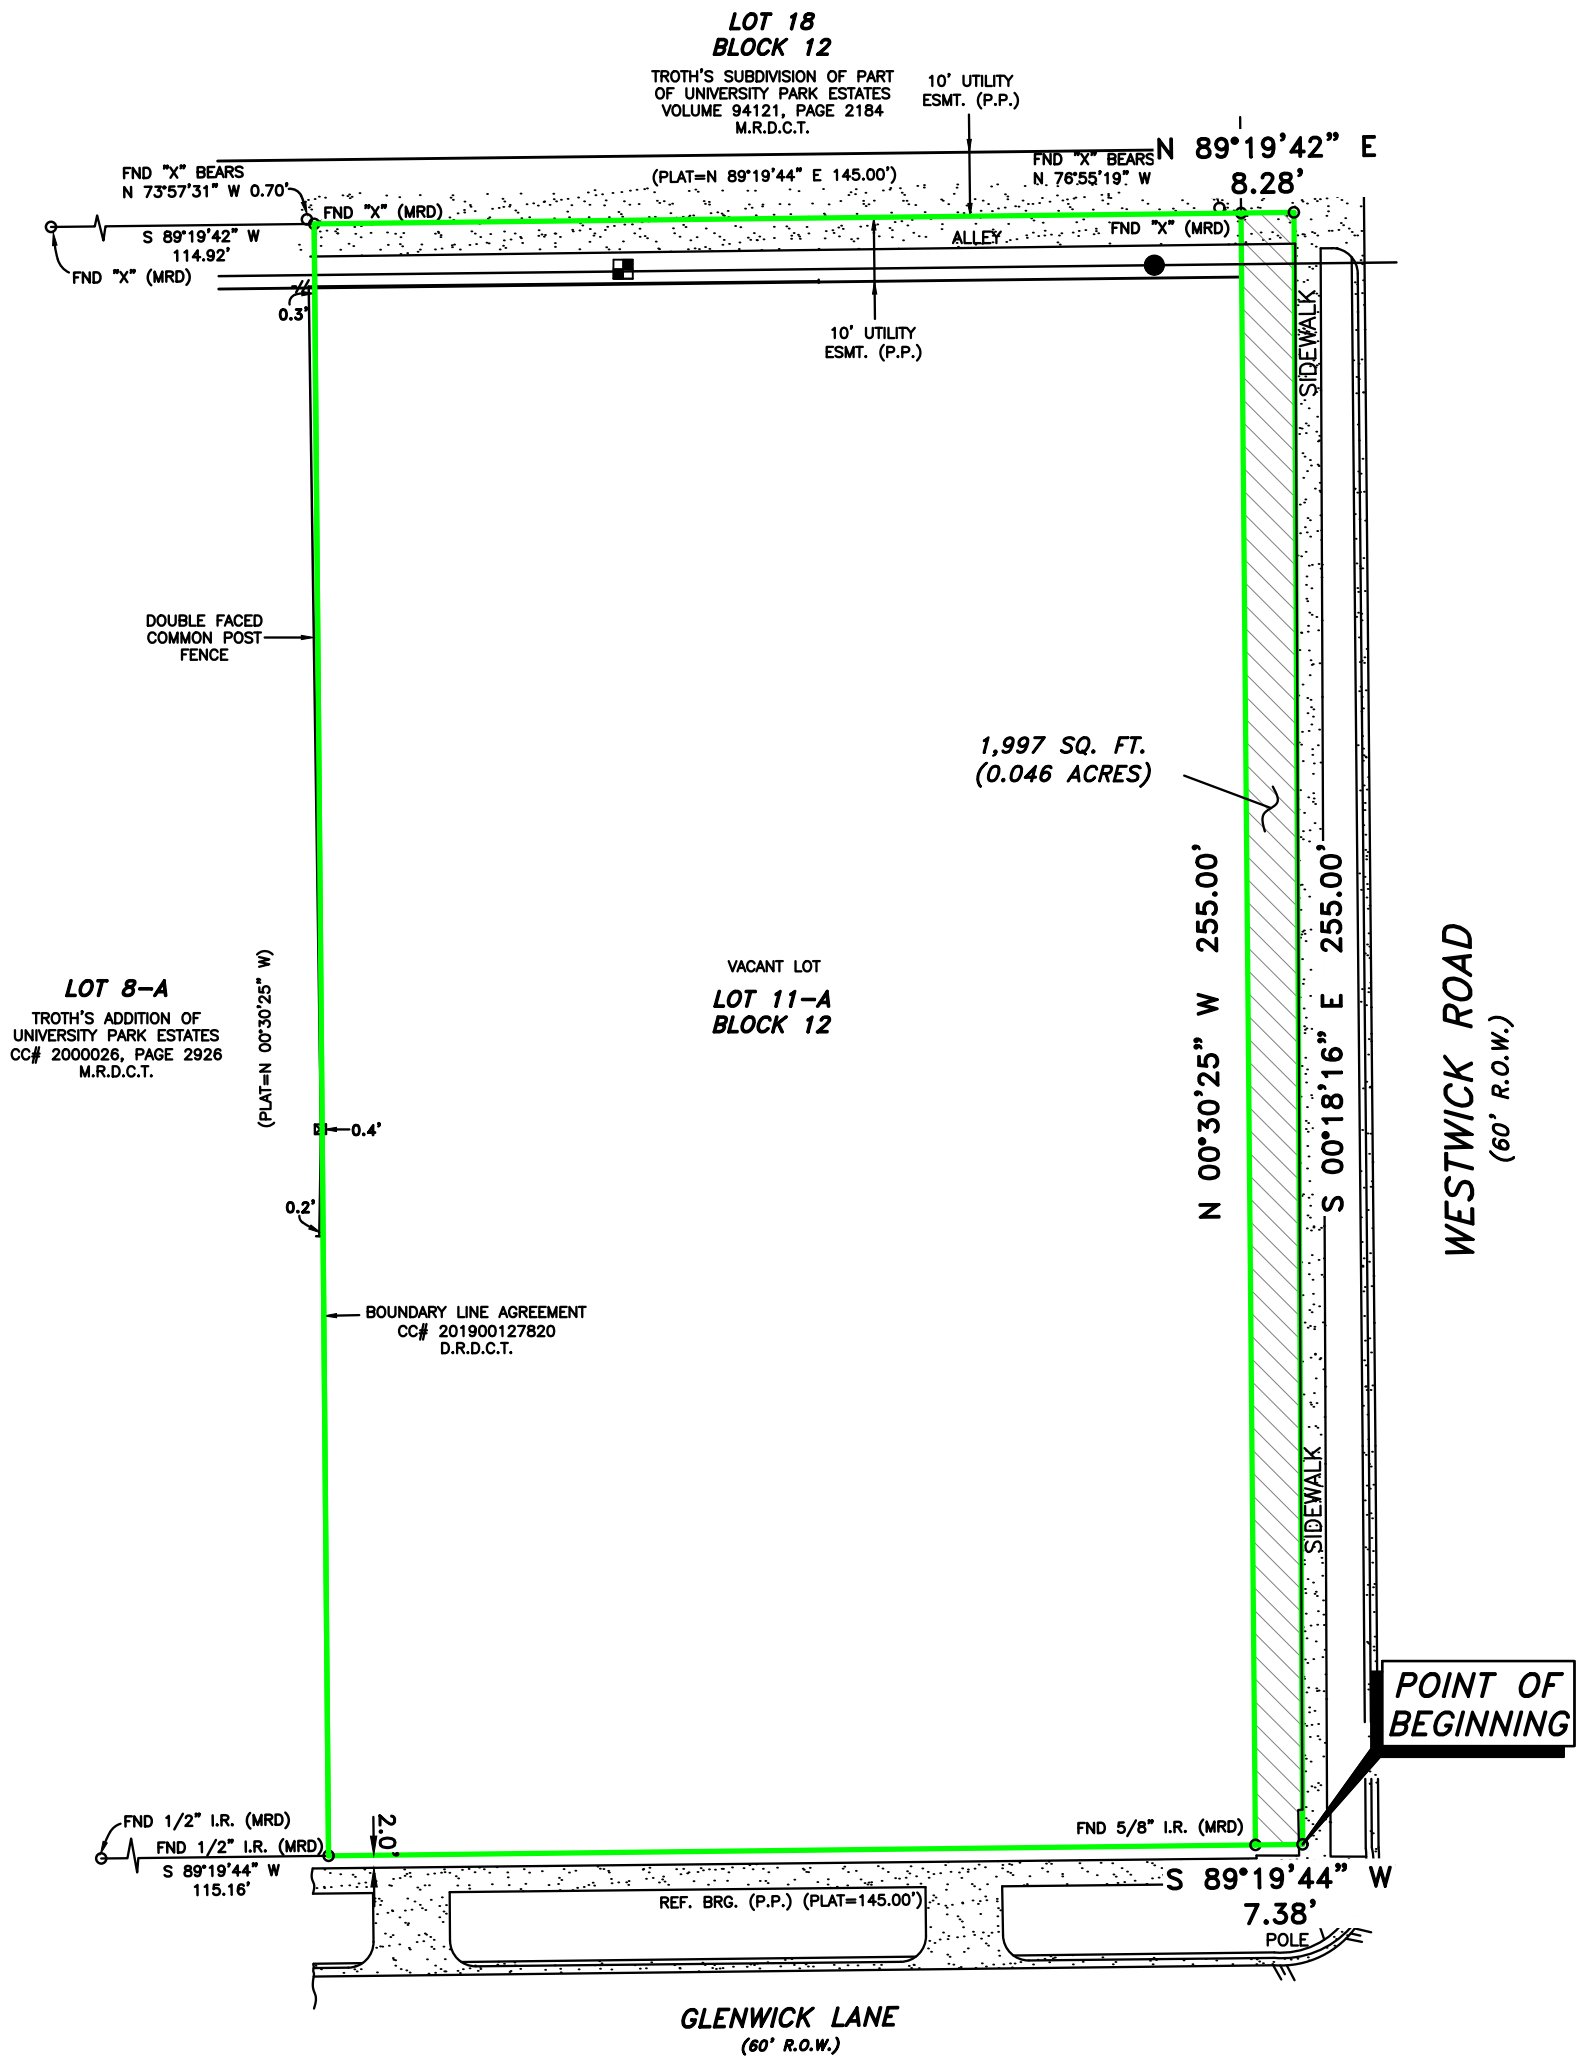 LOT 18
BLOCK 12
TROTH'S SUBDIVISION OF PART
OF UNIVERSITY PARK ESTATES
VOLUME 94121, PAGE 2184
M.R.D.C.T.
10' UTILITY
ESMT. (P.P.)
N 89°19'42" E
8.28'
FND "X" BEARS
N 73°57'31" W 0.70'
(PLAT=N 89°19'44" E 145.00')
FND "X" BEARS
N 76°55'19" W
FND "X" (MRD)
S 89°19'42" W
114.92'
FND "X" (MRD)
FND "X" (MRD)
ALLEY
0.3'
10' UTILITY
ESMT. (P.P.)
SIDEWALK
DOUBLE FACED
COMMON POST
FENCE
1,997 SQ. FT.
(0.046 ACRES)
N 00°30'25" W 255.00'
S 00°18'16" E 255.00'
WESTWICK ROAD
(60' R.O.W.)
LOT 8-A
TROTH'S ADDITION OF
UNIVERSITY PARK ESTATES
CC# 2000026, PAGE 2926
M.R.D.C.T.
(PLAT=N 00°30'25" W)
VACANT LOT
LOT 11-A
BLOCK 12
0.4'
0.2'
BOUNDARY LINE AGREEMENT
CC# 201900127820
D.R.D.C.T.
SIDEWALK
POINT OF
BEGINNING
FND 1/2" I.R. (MRD)
FND 1/2" I.R. (MRD)
S 89°19'44" W
115.16'
2.0'
FND 5/8" I.R. (MRD)
S 89°19'44" W
7.38'
REF. BRG. (P.P.) (PLAT=145.00')
POLE
GLENWICK LANE
(60' R.O.W.)